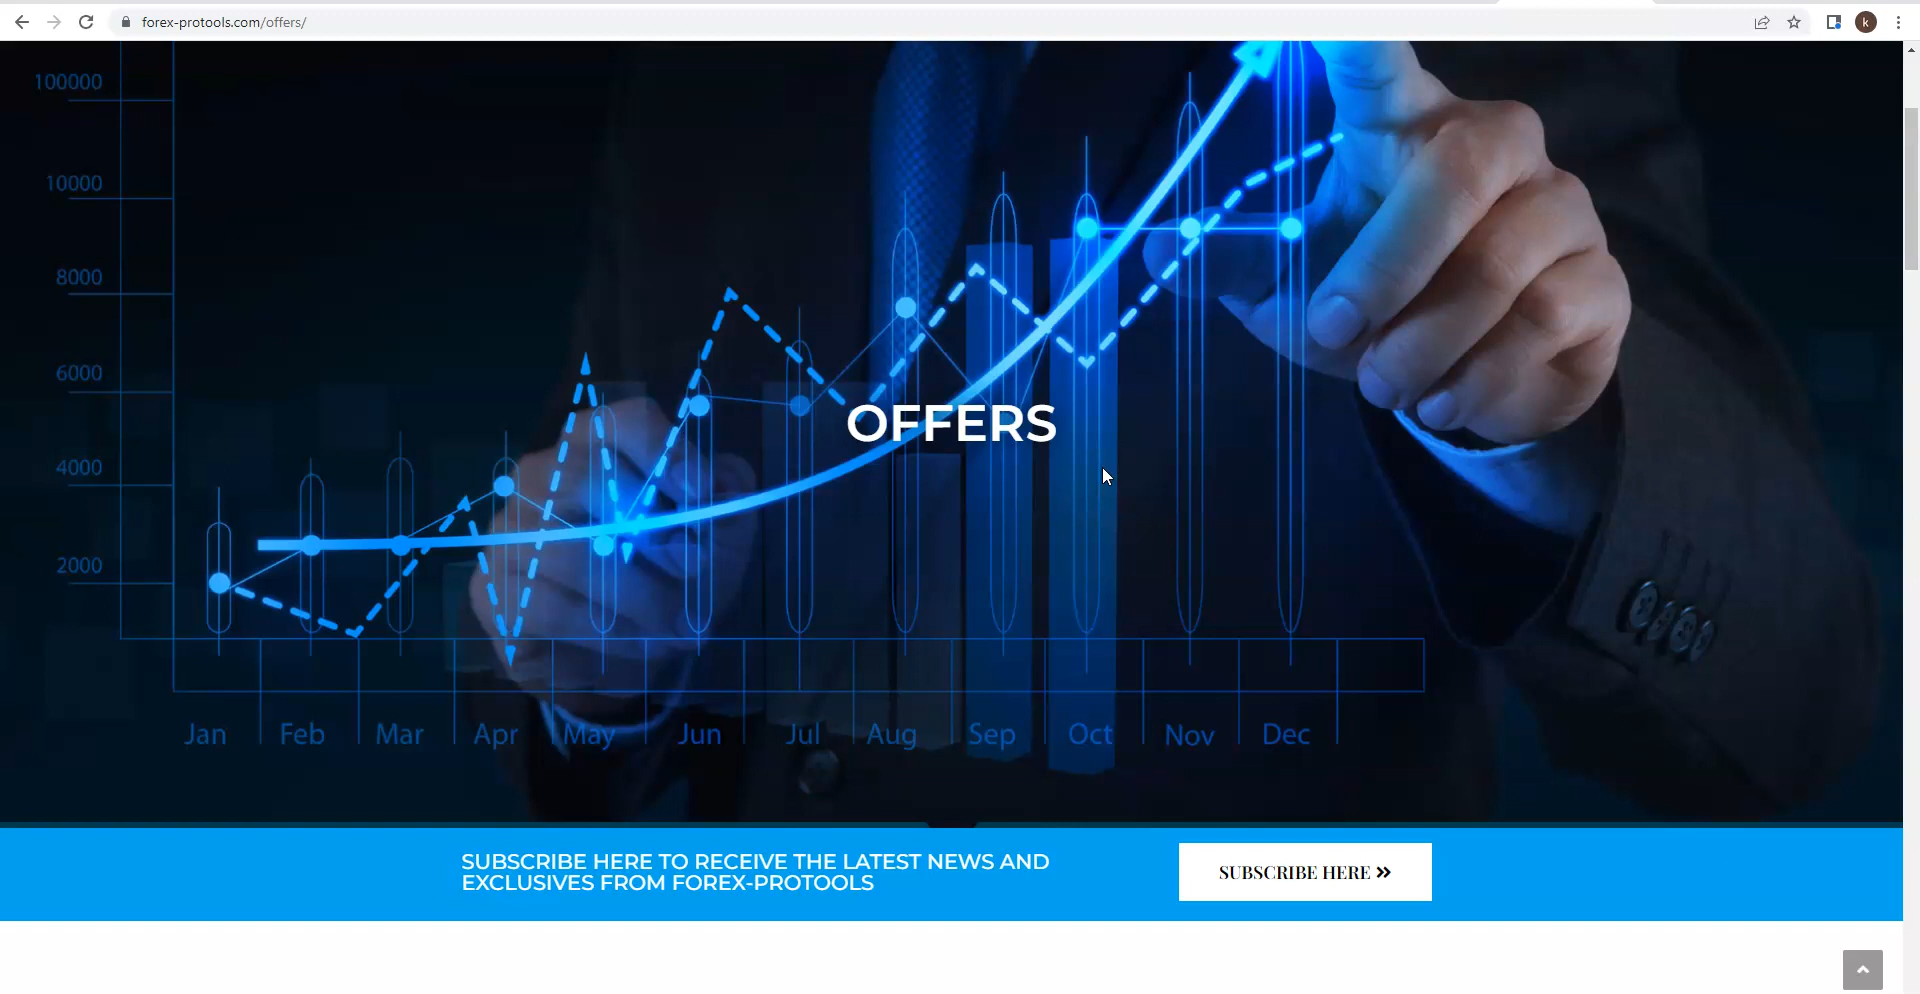 forex-protools.com/offers/
k
100000
10000
8000
6000
4000
2000
OFFERS
Jan Feb Mar Apr May Jun Jul Aug Sep Oct Nov Dec
SUBSCRIBE HERE TO RECEIVE THE LATEST NEWS AND
EXCLUSIVES FROM FOREX-PROTOOLS
SUBSCRIBE HERE